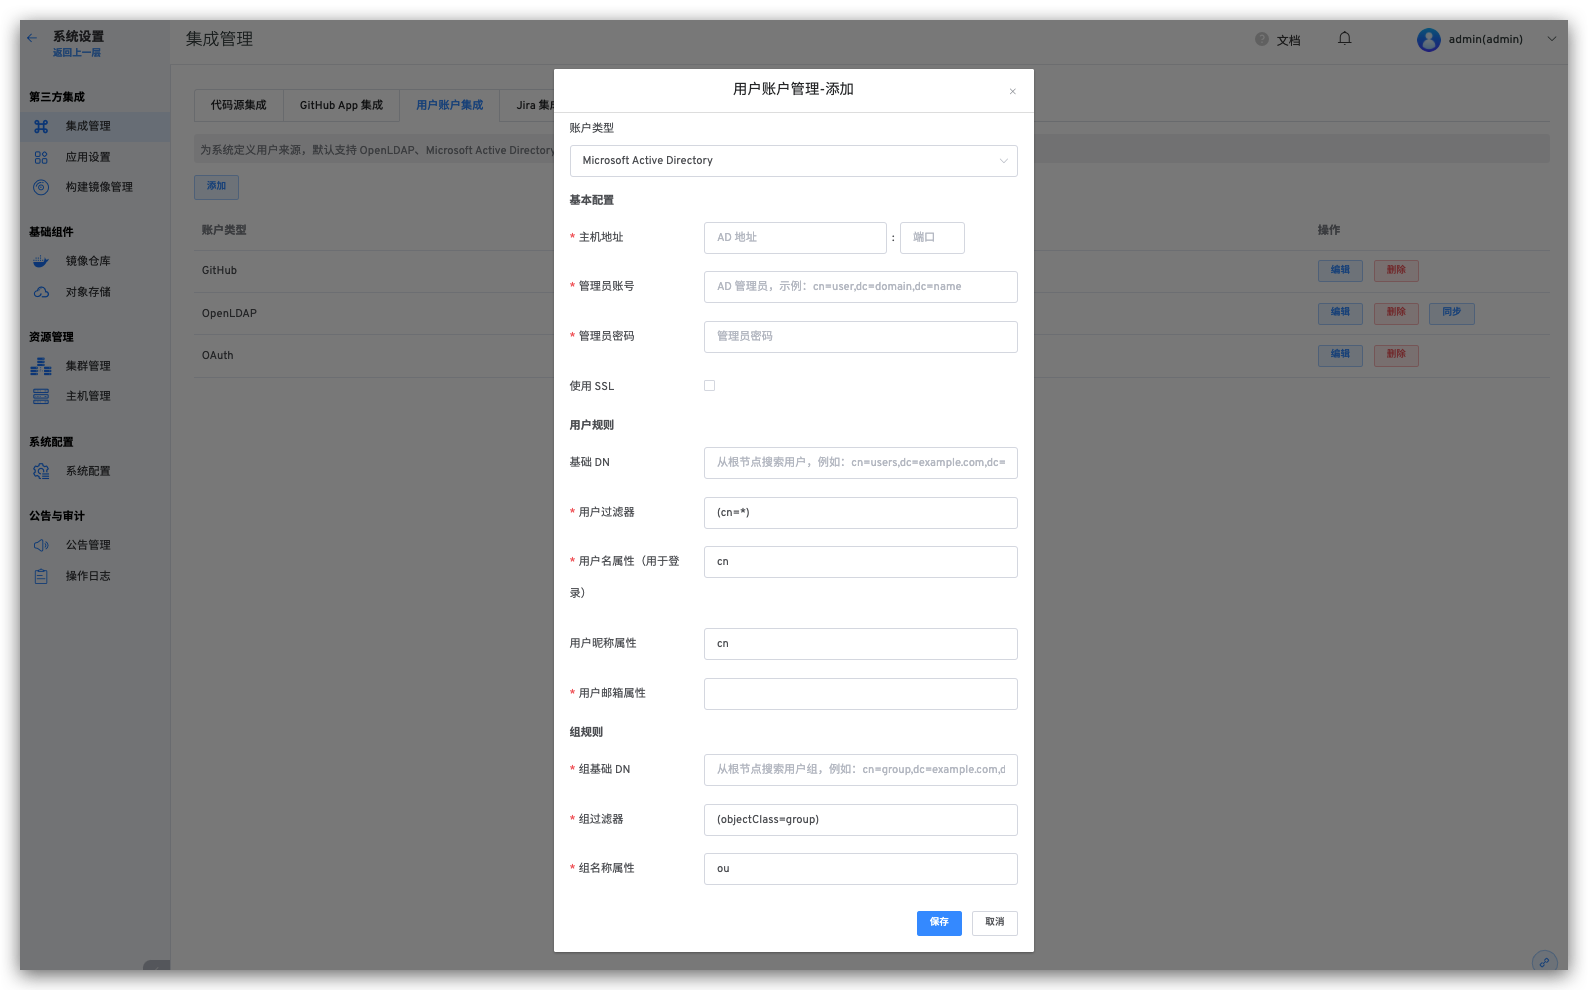 系统设置
返回上一层
集成管理
文档
admin(admin)
第三方集成
集成管理
应用设置
构建镜像管理
基础组件
镜像仓库
对象存储
资源管理
集群管理
主机管理
系统配置
系统配置
公告与审计
公告管理
操作日志
代码源集成
GitHub App 集成
用户账户集成
Jira 集
为系统定义用户来源，默认支持 OpenLDAP、Microsoft Active Directory
添加
账户类型
操作
GitHub
编辑
删除
OpenLDAP
编辑
删除
同步
OAuth
编辑
删除
用户账户管理-添加
账户类型
Microsoft Active Directory
基本配置
* 主机地址
AD 地址
:
端口
* 管理员账号
AD 管理员，示例：cn=user,dc=domain,dc=name
* 管理员密码
管理员密码
使用 SSL
用户规则
基础 DN
从根节点搜索用户，例如：cn=users,dc=example.com,dc=
* 用户过滤器
(cn=*)
* 用户名属性（用于登
录）
cn
用户昵称属性
cn
* 用户邮箱属性
组规则
* 组基础 DN
从根节点搜索用户组，例如：cn=group,dc=example.com,d
* 组过滤器
(objectClass=group)
* 组名称属性
ou
保存
取消